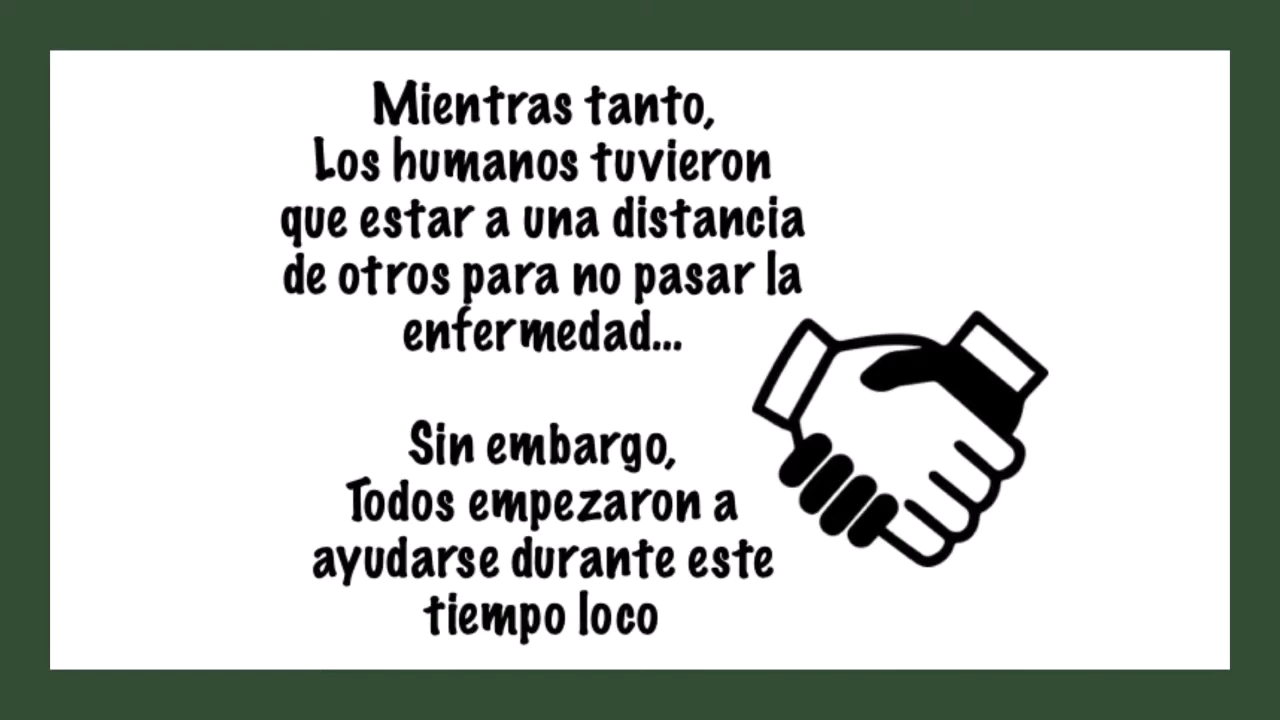 Mientras tanto,
Los humanos tuvieron
que estar a una distancia
de otros para no pasar la
enfermedad...
Sin embargo,
Todos empezaron a
ayudarse durante este
tiempo loco